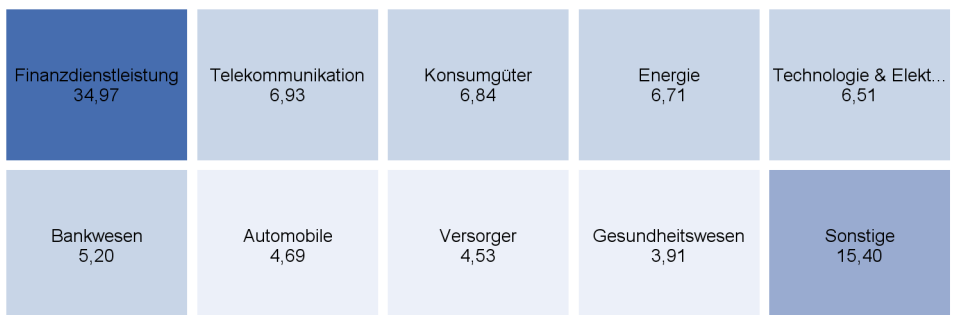 Finanzdienstleistung
34,97
Telekommunikation
6,93
Konsumgüter
6,84
Energie
6,71
Technologie & Elekt...
6,51
Bankwesen
5,20
Automobile
4,69
Versorger
4,53
Gesundheitswesen
3,91
Sonstige
15,40